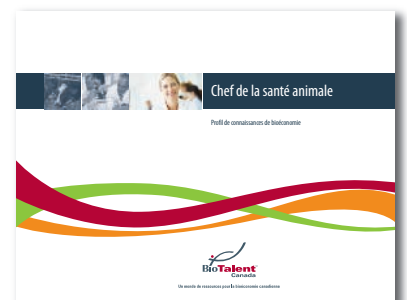 Chef de la santé animale
Profil de connaissances de bioéconomie
BioTalent
Canada
Un monde de ressources pour la bioéconomie canadienne